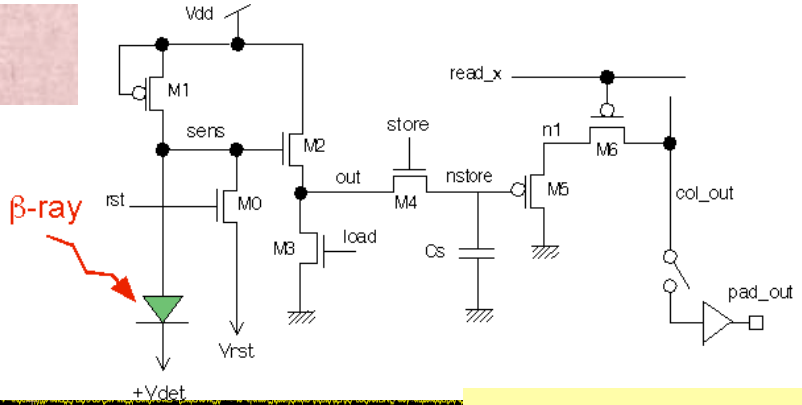 Vdd
read_x
M1
store
n1
sens
M2
M6
out
nstore
M4
M5
β-ray
rst
M0
col_out
M3
load
Cs
pad_out
Vrst
+Vdet